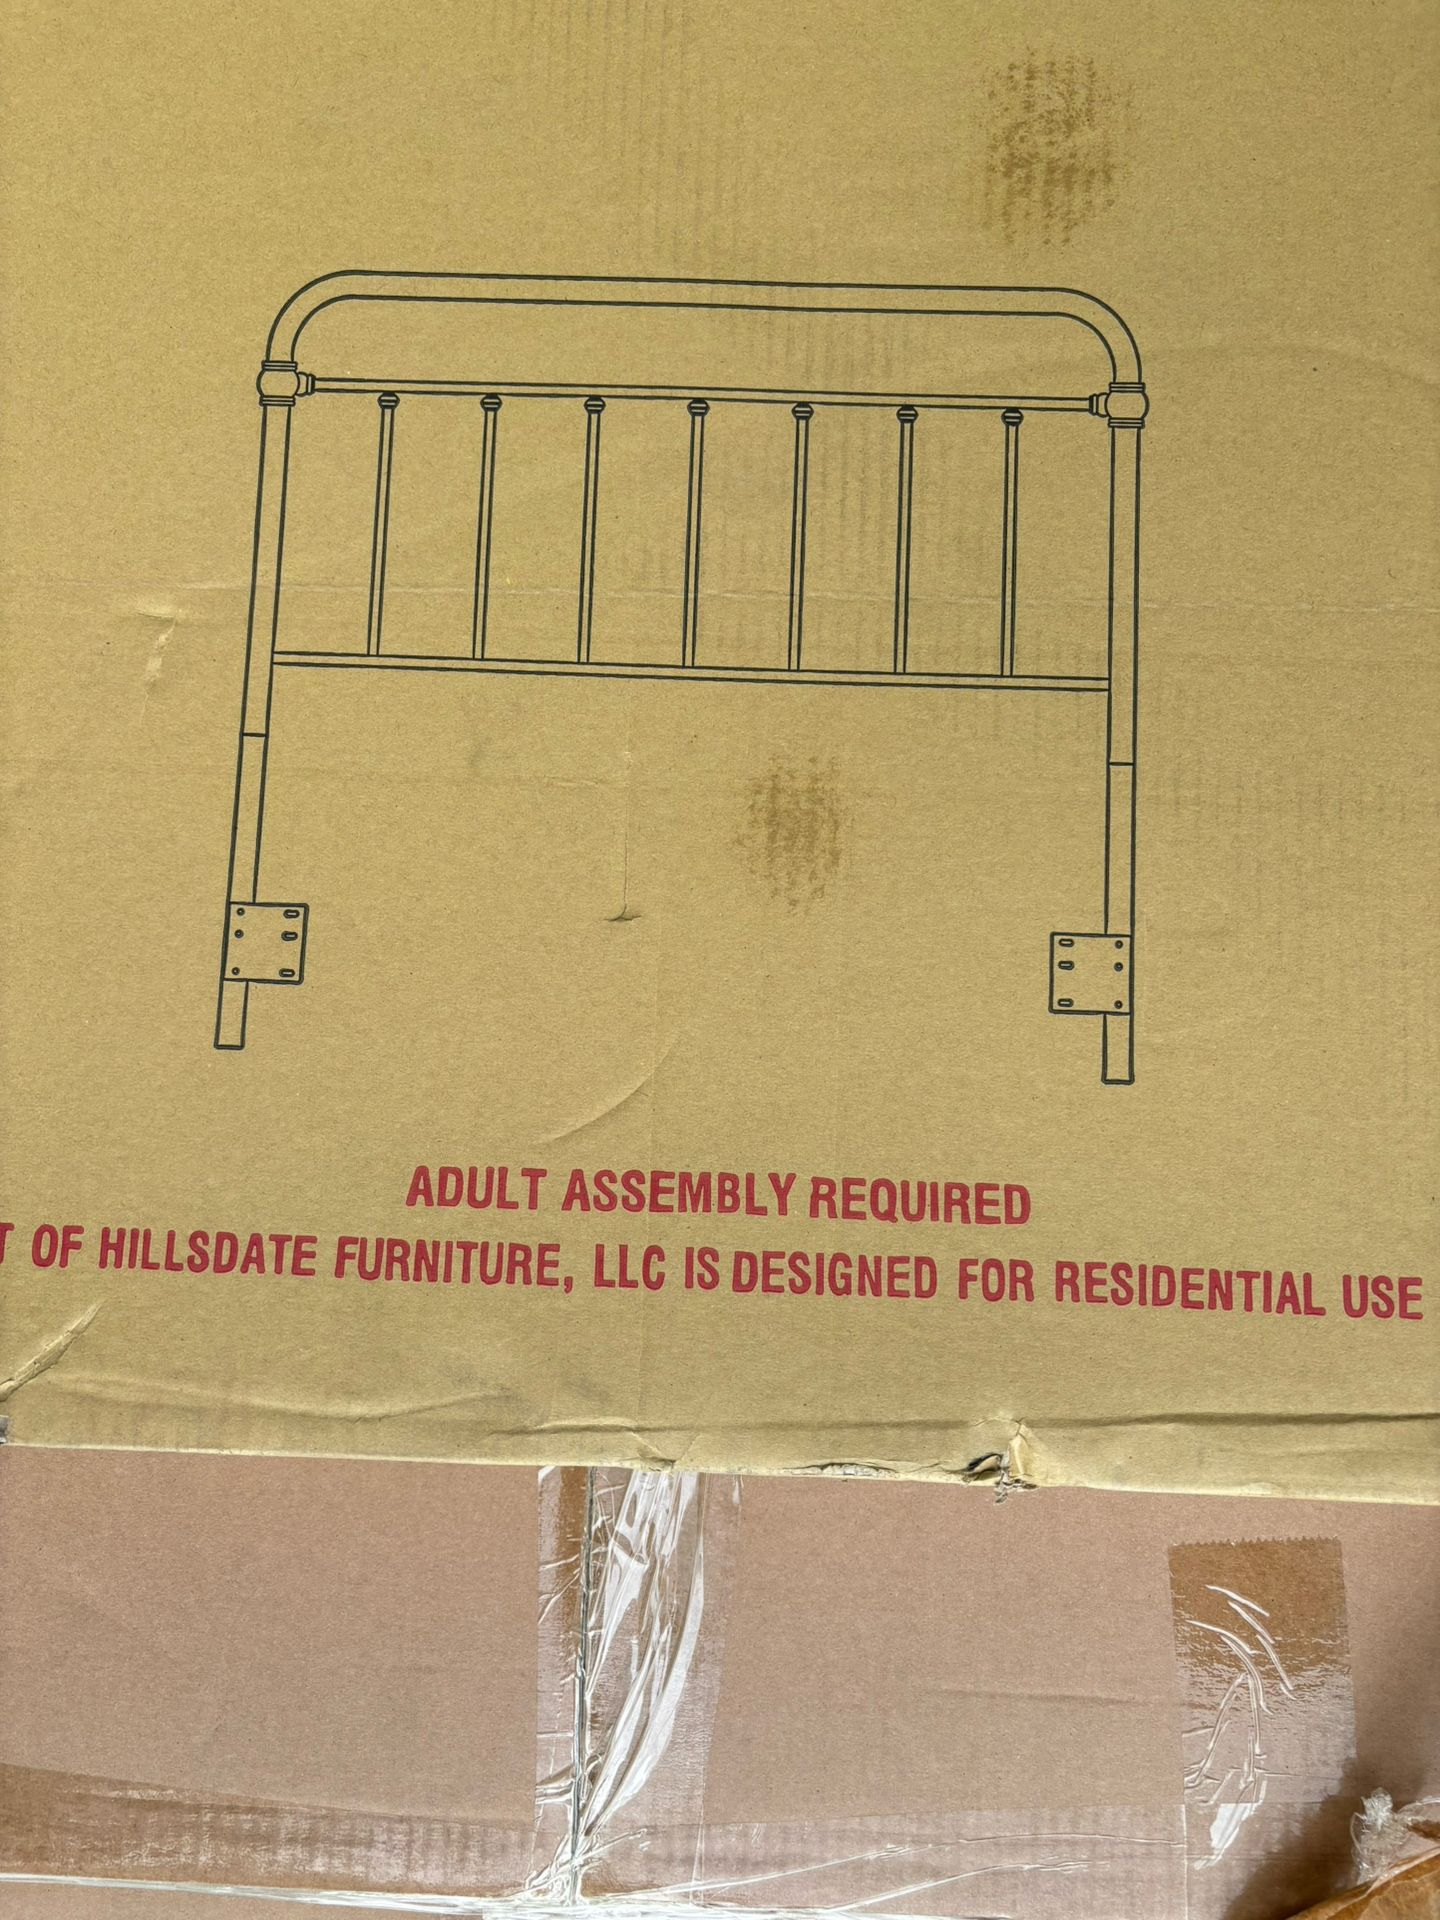 ADULT ASSEMBLY REQUIRED
T OF HILLSDATE FURNITURE, LLC IS DESIGNED FOR RESIDENTIAL USE